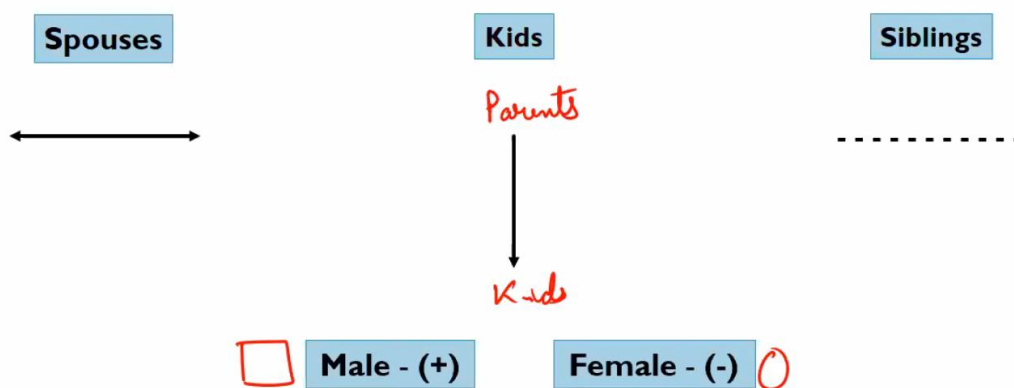 Spouses
Kids
Siblings
Parents
Kids
Male - (+)
Female - (-)